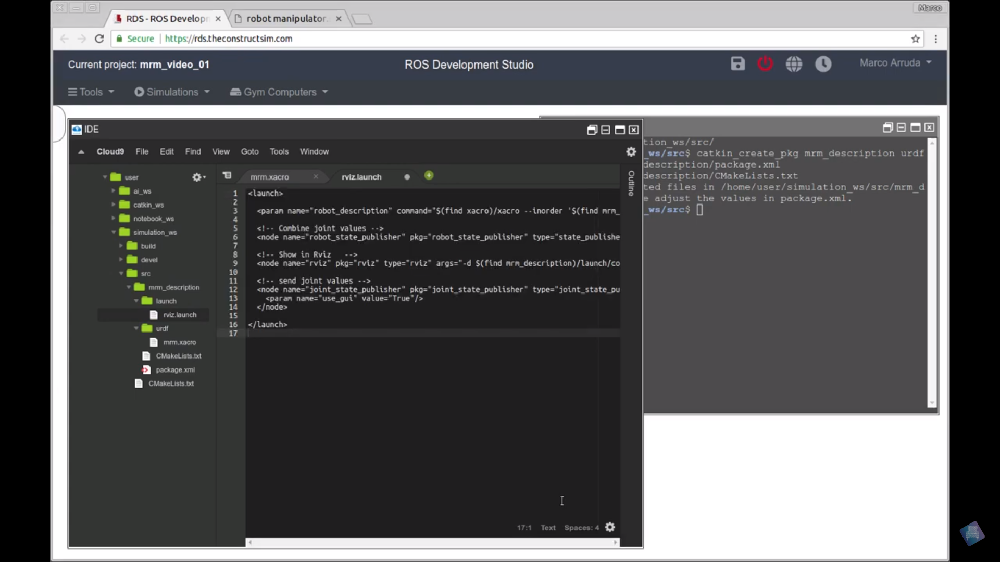 Marco
RDS - ROS Develop
robot manipulator.
Secure
https://rds.theconstructsim.com
Current project: mrm_video_01
ROS Development Studio
Marco Arruda
Tools
Simulations
Gym Computers
IDE
Cloud9 File Edit Find View Goto Tools Window
user
ai_ws
catkin_ws
notebook_ws
simulation_ws
build
devel
src
mrm_description
launch
rviz.launch
urdf
mrm.xacro
CMakeLists.txt
package.xml
CMakeLists.txt
mrm.xacro
rviz.launch
1 <launch>
2
3 <param name="robot_description" command="$(find xacro)/xacro --inorder '$(find mrm_
4
5 <!-- Combine joint values -->
6 <node name="robot_state_publisher" pkg="robot_state_publisher" type="state_publishe
7
8 <!-- Show in Rviz   -->
9 <node name="rviz" pkg="rviz" type="rviz" args="-d $(find mrm_description)/launch/co
10
11 <!-- send joint values -->
12 <node name="joint_state_publisher" pkg="joint_state_publisher" type="joint_state_pu
13 <param name="use_gui" value="True"/>
14 </node>
15
16 </launch>
17
Outline
17:1 Text Spaces: 4
tion_ws/src/
_ws/src$ catkin_create_pkg mrm_description urdf
description/package.xml
description/CMakeLists.txt
ted files in /home/user/simulation_ws/src/mrm_d
e adjust the values in package.xml.
_ws/src$